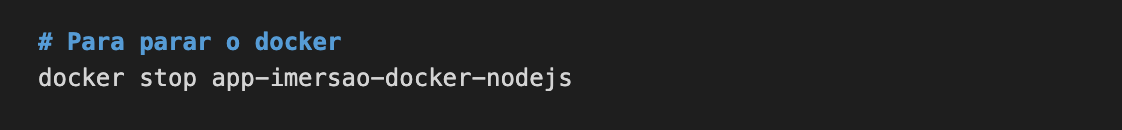 # Para parar o docker
docker stop app-imersao-docker-nodejs